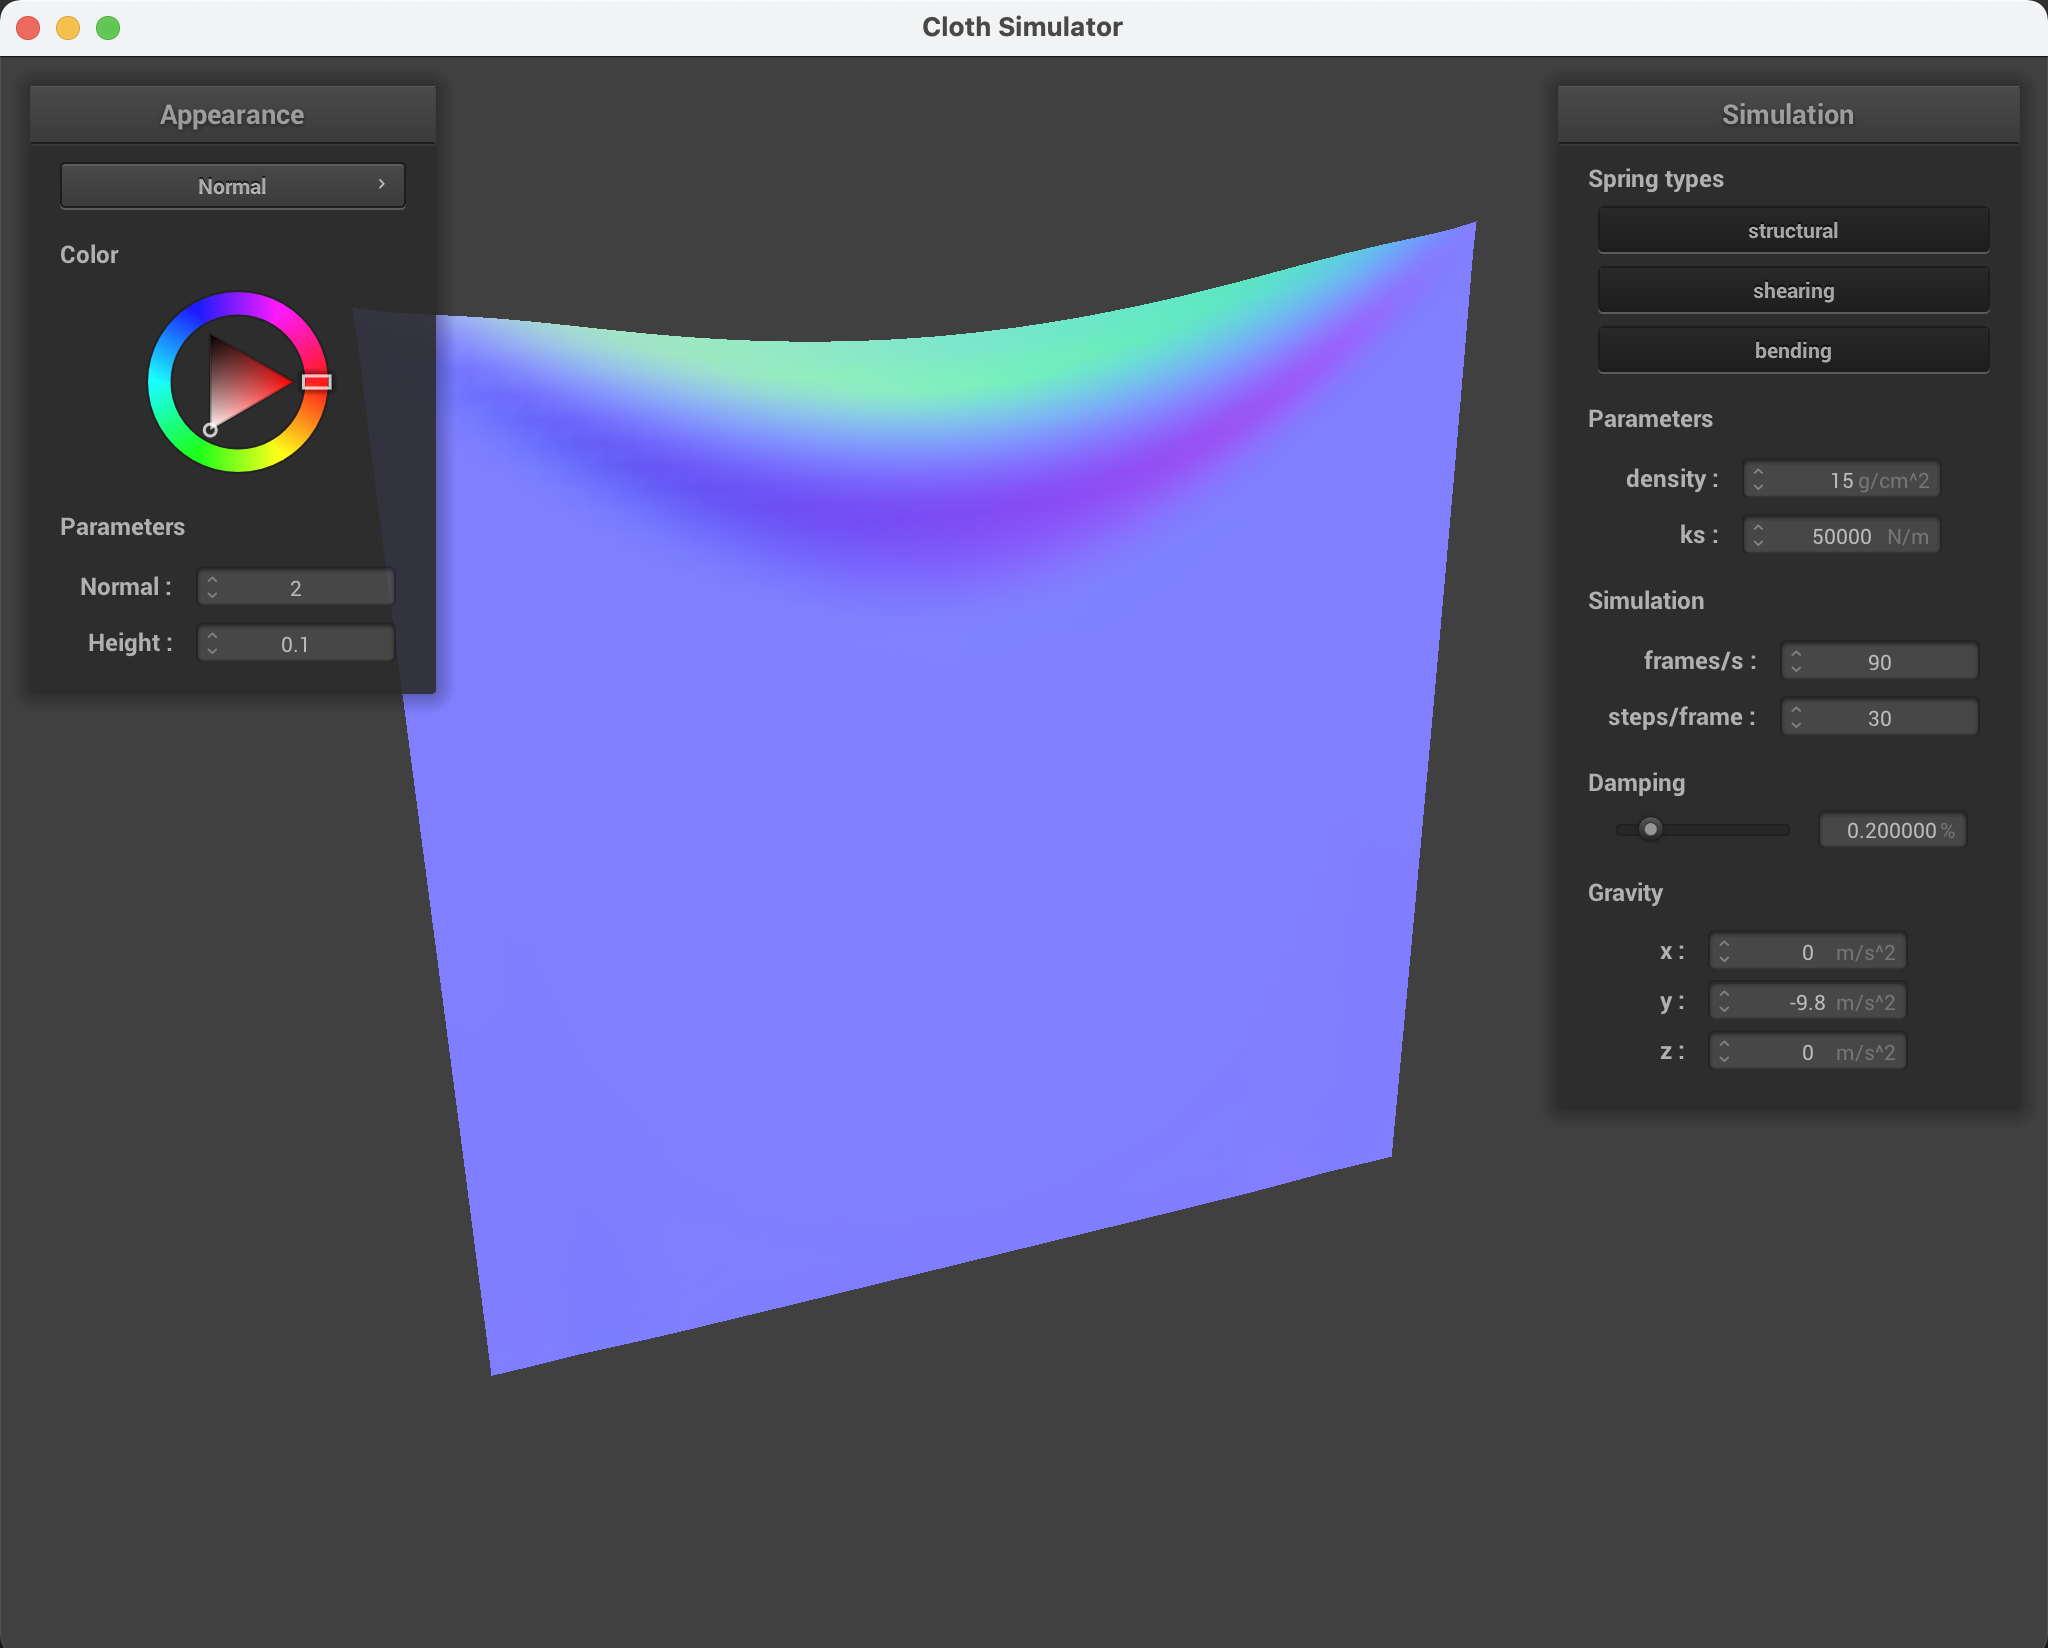 Cloth Simulator
Appearance
Normal
Color
Parameters
Normal : 2
Height : 0.1
Simulation
Spring types
structural
shearing
bending
Parameters
density : 15 g/cm^2
ks : 50000 N/m
Simulation
frames/s : 90
steps/frame : 30
Damping
0.200000 %
Gravity
x : 0 m/s^2
y : -9.8 m/s^2
z : 0 m/s^2